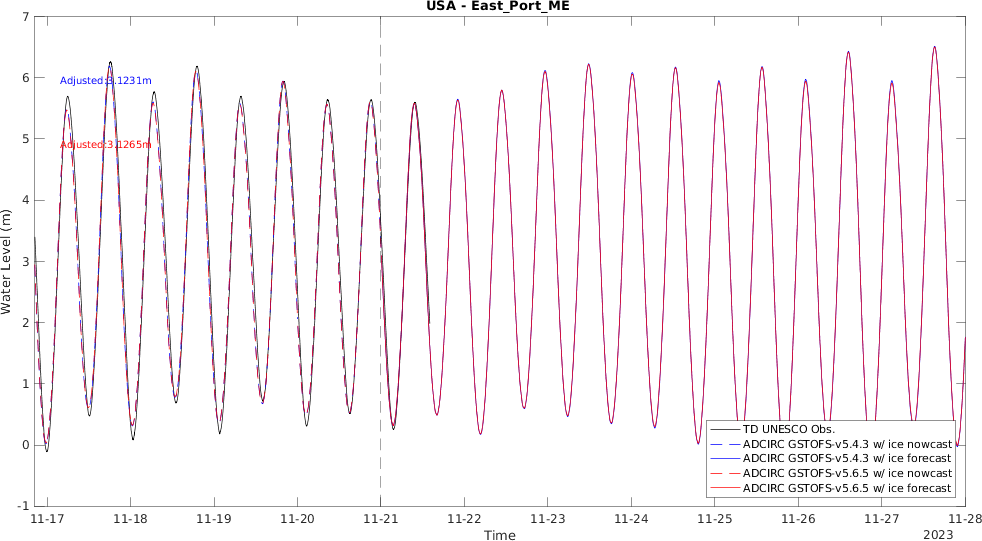 USA - East_Port_ME
7
6
5
4
3
2
1
0
-1
Water Level (m)
Adjusted:3.1231m
Adjusted:3.1265m
TD UNESCO Obs.
ADCIRC GSTOFS-v5.4.3 w/ ice nowcast
ADCIRC GSTOFS-v5.4.3 w/ ice forecast
ADCIRC GSTOFS-v5.6.5 w/ ice nowcast
ADCIRC GSTOFS-v5.6.5 w/ ice forecast
11-17 11-18 11-19 11-20 11-21 11-22 11-23 11-24 11-25 11-26 11-27 11-28
Time
2023